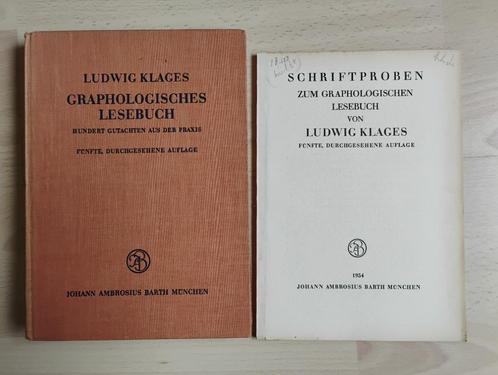 LUDWIG KLAGES
GRAPHOLOGISCHES
LESEBUCH
HUNDERT GUTACHTEN AUS DER PRAXIS
FÜNFTE, DURCHGESEHENE AUFLAGE
JOHANN AMBROSIUS BARTH MÜNCHEN
SCHRIFTPROBEN
ZUM GRAPHOLOGISCHEN
LESEBUCH
VON
LUDWIG KLAGES
FÜNFTE, DURCHGESEHENE AUFLAGE
1954
JOHANN AMBROSIUS BARTH MÜNCHEN